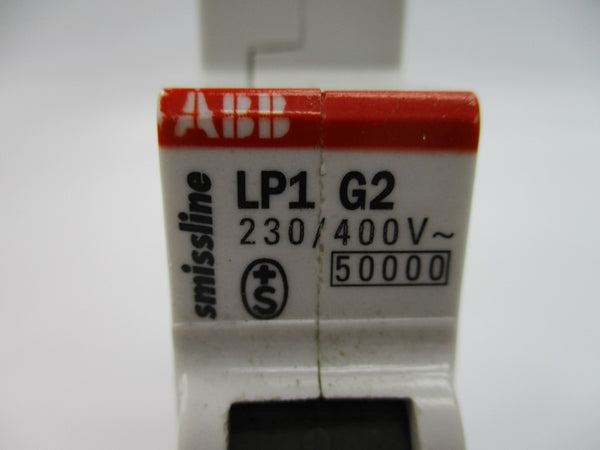 ABB
smissline
LP1 G2
230/400V~
50000
+S